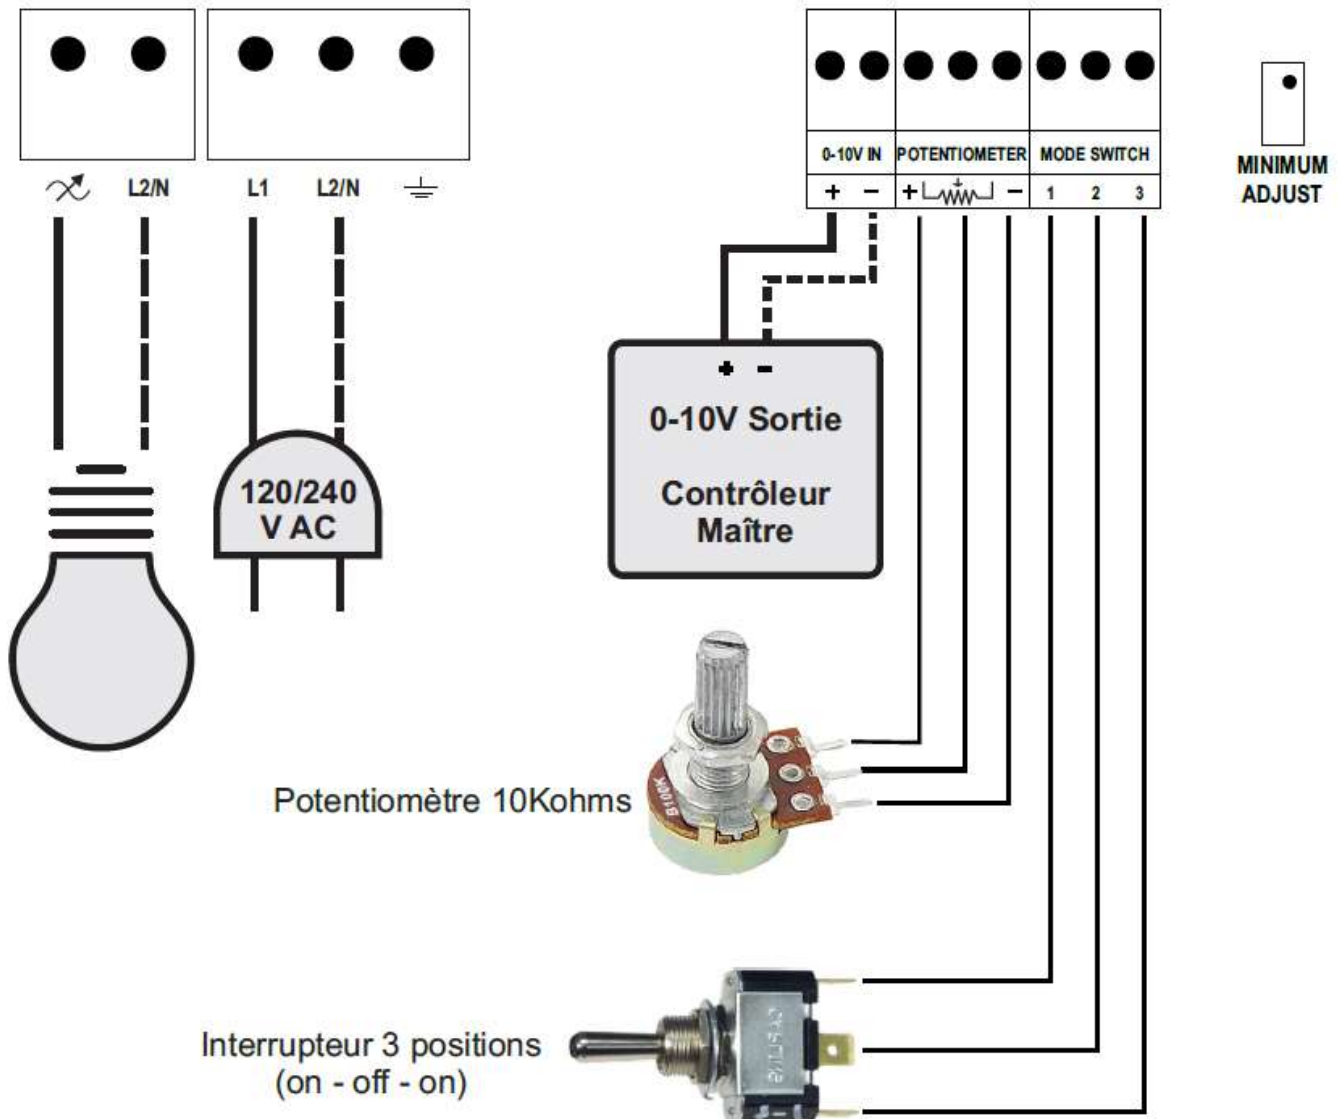 L2/N
L1
L2/N
0-10V IN
POTENTIOMETER
MODE SWITCH
+
-
+
-
1
2
3
MINIMUM
ADJUST
120/240
V AC
+ -
0-10V Sortie
Contrôleur
Maître
B100K
Potentiomètre 10Kohms
Interrupteur 3 positions
(on - off - on)